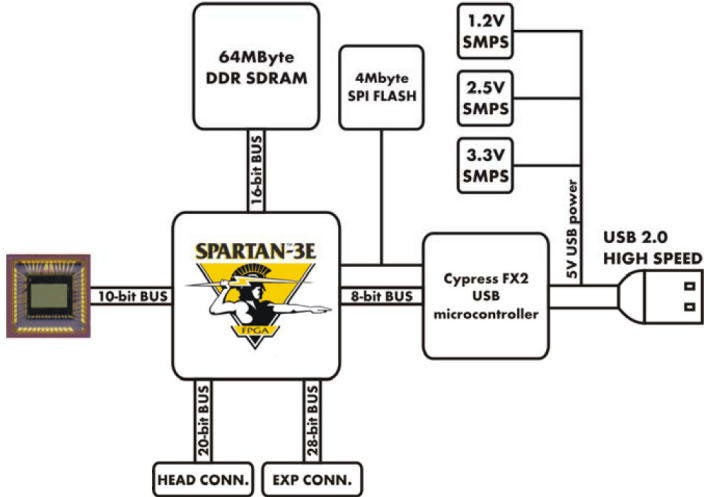 64MByte
DDR SDRAM
4Mbyte
SPI FLASH
1.2V
SMPS
2.5V
SMPS
3.3V
SMPS
16-bit BUS
5V USB power
USB 2.0
HIGH SPEED
SPARTAN™-3E
FPGA
10-bit BUS
8-bit BUS
Cypress FX2
USB
microcontroller
20-bit BUS
28-bit BUS
HEAD CONN.
EXP CONN.